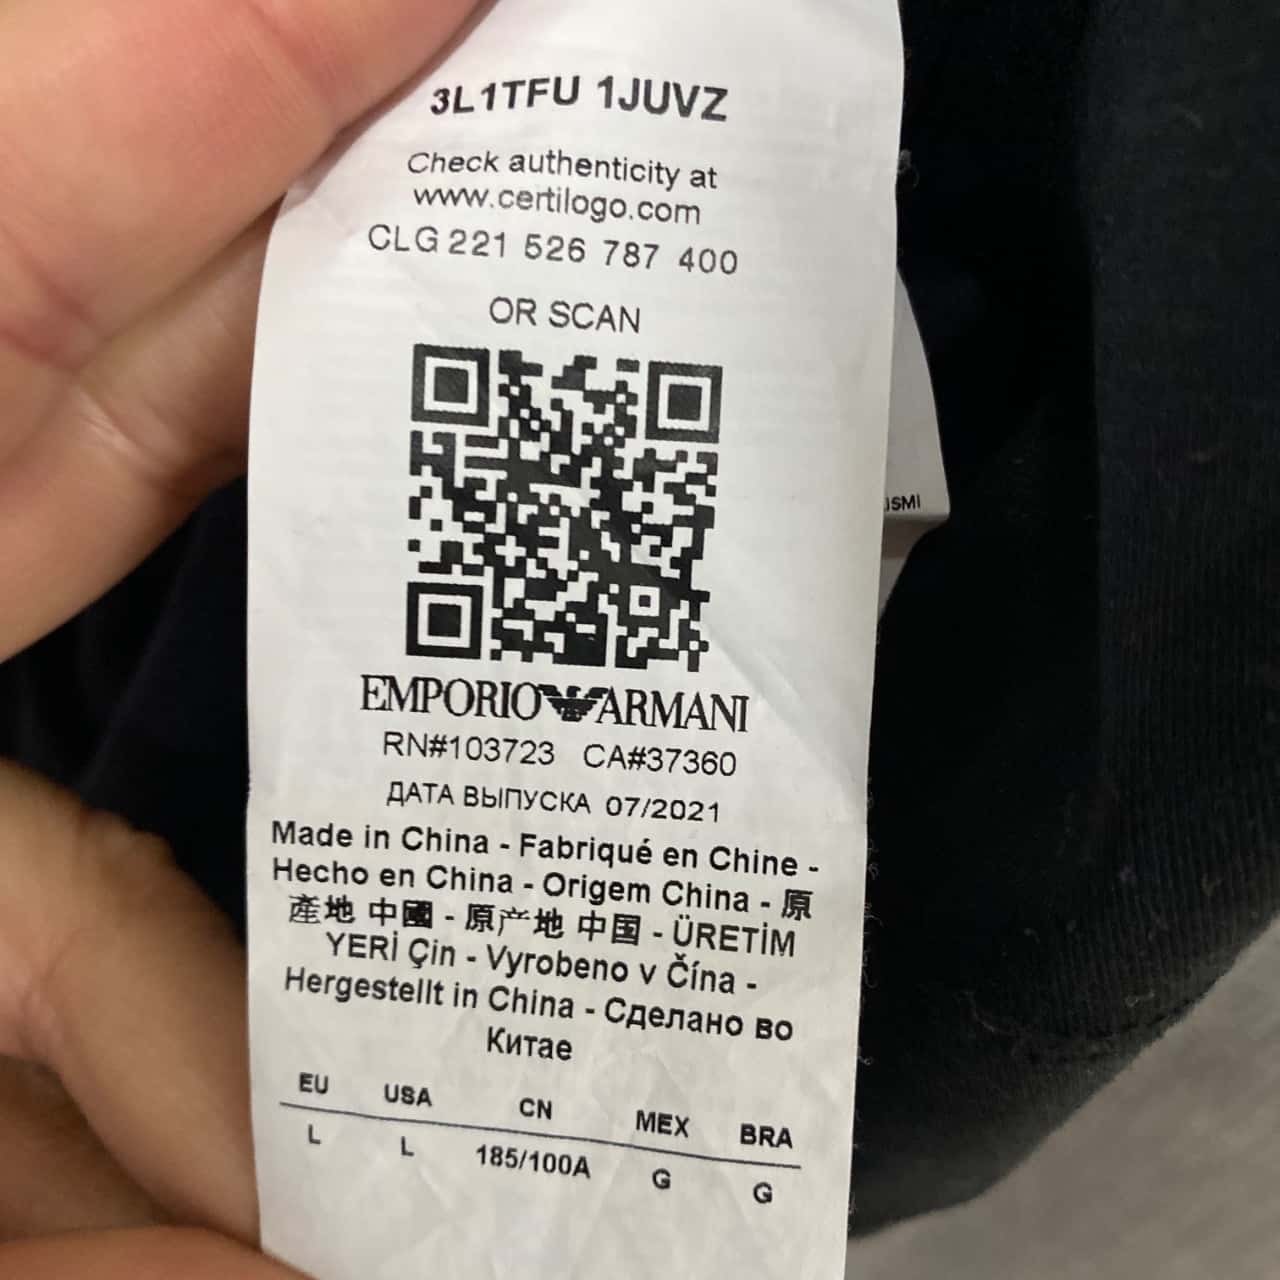 3L1TFU 1JUVZ
Check authenticity at
www.certilogo.com
CLG 221 526 787 400
OR SCAN
EMPORIO ARMANI
RN#103723 CA#37360
ДАТА ВЫПУСКА 07/2021
Made in China - Fabriqué en Chine -
Hecho en China - Origem China - 原
產地 中國 - 原产地 中国 - ÜRETİM
YERİ Çin - Vyrobeno v Čína -
Hergestellt in China - Сделано во
Китае
EU USA CN MEX BRA
L L 185/100A G G